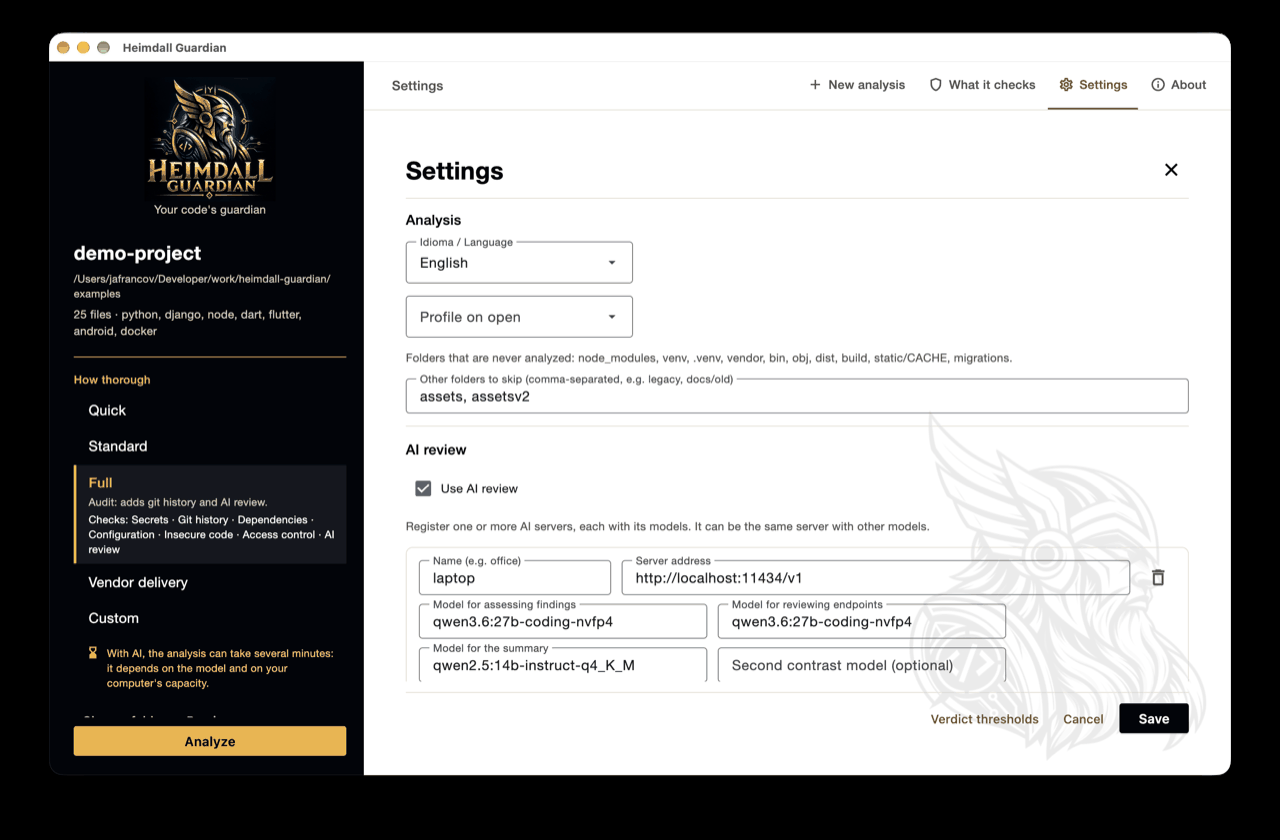 Heimdall Guardian
HEIMDALL
GUARDIAN
Your code's guardian
demo-project
/Users/jafrancov/Developer/work/heimdall-guardian/
examples
25 files · python, django, node, dart, flutter,
android, docker
How thorough
Quick
Standard
Full
Audit: adds git history and AI review.
Checks: Secrets · Git history · Dependencies ·
Configuration · Insecure code · Access control · AI
review
Vendor delivery
Custom
With AI, the analysis can take several minutes:
it depends on the model and on your
computer's capacity.
Analyze
Settings
New analysis
What it checks
Settings
About
Settings
Analysis
Idioma / Language
English
Profile on open
Folders that are never analyzed: node_modules, venv, .venv, vendor, bin, obj, dist, build, static/CACHE, migrations.
Other folders to skip (comma-separated, e.g. legacy, docs/old)
assets, assetsv2
AI review
Use AI review
Register one or more AI servers, each with its models. It can be the same server with other models.
Name (e.g. office)
laptop
Server address
http://localhost:11434/v1
Model for assessing findings
qwen3.6:27b-coding-nvfp4
Model for reviewing endpoints
qwen3.6:27b-coding-nvfp4
Model for the summary
qwen2.5:14b-instruct-q4_K_M
Second contrast model (optional)
Verdict thresholds
Cancel
Save